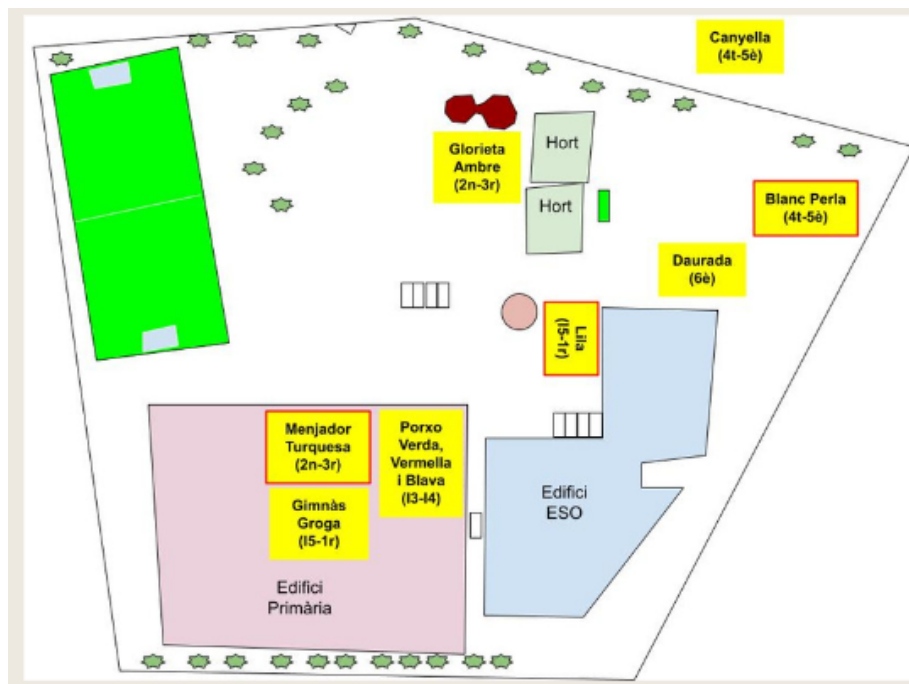 Canyella
(4t-5è)
Glorieta
Ambre
(2n-3r)
Hort
Hort
Blanc Perla
(4t-5è)
Daurada
(6è)
Lila
(I5-1r)
Menjador
Turquesa
(2n-3r)
Porxo
Verda,
Vermella
i Blava
(I3-I4)
Gimnàs
Groga
(I5-1r)
Edifici
ESO
Edifici
Primària